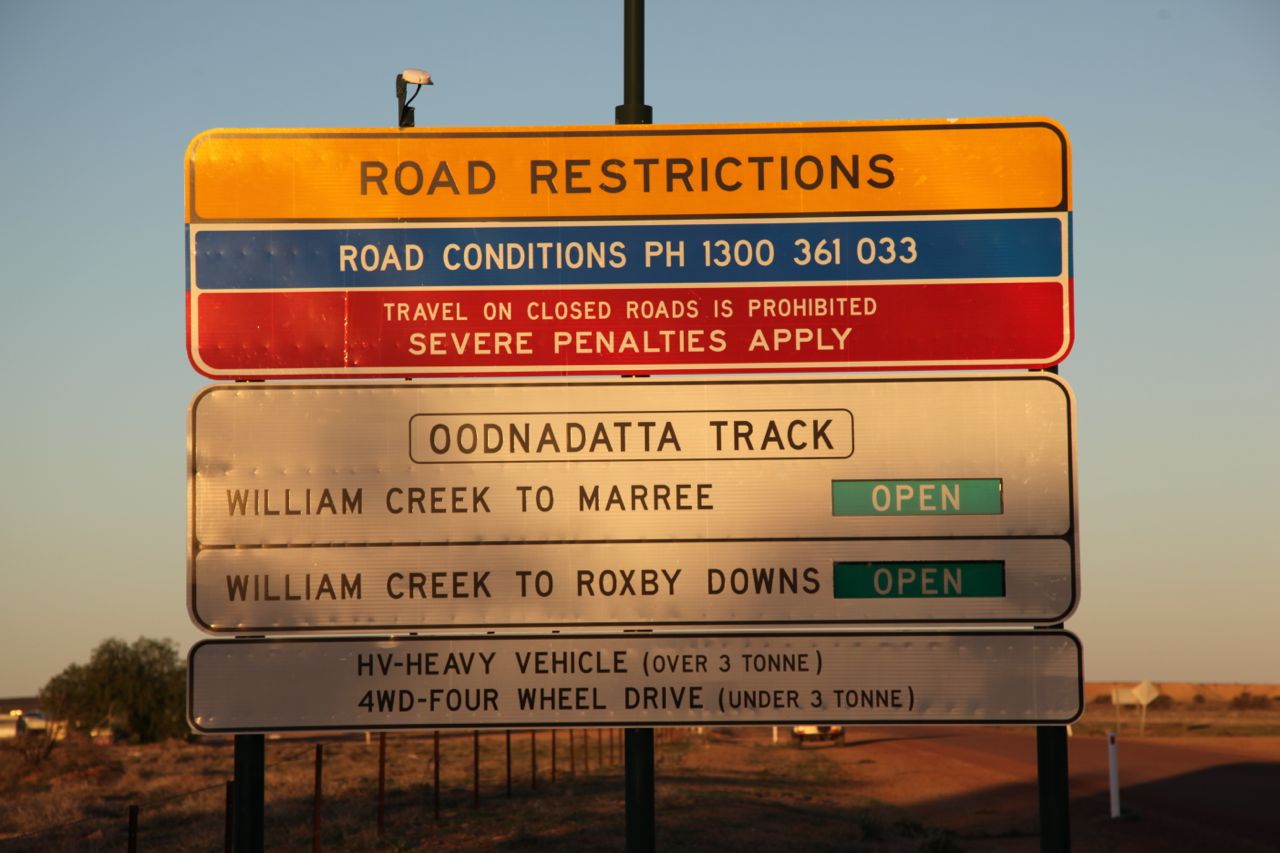 ROAD RESTRICTIONS
ROAD CONDITIONS PH 1300 361 033
TRAVEL ON CLOSED ROADS IS PROHIBITED
SEVERE PENALTIES APPLY
OODNADATTA TRACK
WILLIAM CREEK TO MARREE OPEN
WILLIAM CREEK TO ROXBY DOWNS OPEN
HV-HEAVY VEHICLE (OVER 3 TONNE)
4WD-FOUR WHEEL DRIVE (UNDER 3 TONNE)